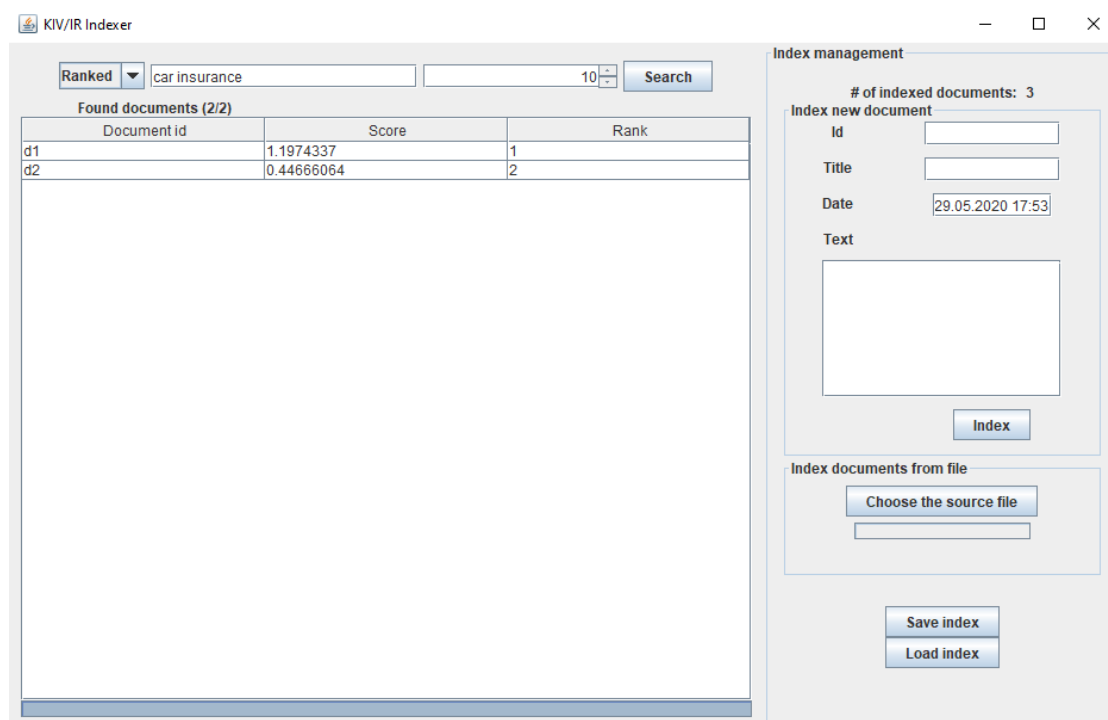 KIV/IR Indexer
Ranked car insurance 10 Search
Found documents (2/2)
Document id Score Rank
d1 1.1974337 1
d2 0.44666064 2
Index management
# of indexed documents: 3
Index new document
Id
Title
Date 29.05.2020 17:53
Text
Index
Index documents from file
Choose the source file
Save index
Load index